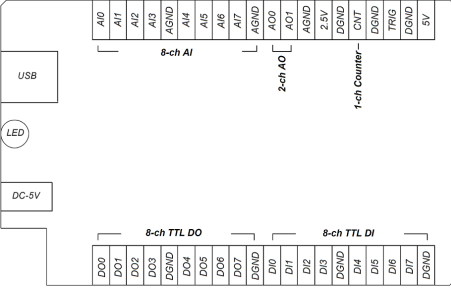 AI0 AI1 AI2 AI3 AGND AI4 AI5 AI6 AI7 AGND AO0 AO1 AGND 2.5V DGND CNT DGND TRIG DGND 5V
8-ch AI
2-ch AO
1-ch Counter
USB
LED
DC-5V
8-ch TTL DO
8-ch TTL DI
DO0 DO1 DO2 DO3 DGND DO4 DO5 DO6 DO7 DGND DI0 DI1 DI2 DI3 DGND DI4 DI5 DI6 DI7 DGND